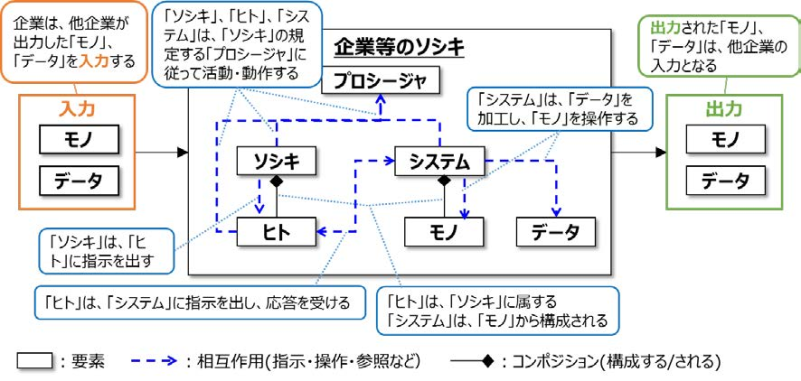 企業は、他企業が
出力した「モノ」、
「データ」を入力する
「ソシキ」、「ヒト」、「シス
テム」は、「ソシキ」の規
定する「プロシージャ」に
従って活動・動作する
企業等のソシキ
出力された「モノ」、
「データ」は、他企業の
入力となる
プロシージャ
「システム」は、「データ」を
加工し、「モノ」を操作する
入力
モノ
データ
ソシキ
システム
ヒト
モノ
データ
出力
モノ
データ
「ソシキ」は、「ヒ
ト」に指示を出す
「ヒト」は、「システム」に指示を出し、応答を受ける
「ヒト」は、「ソシキ」に属する
「システム」は、「モノ」から構成される
:要素
:相互作用(指示・操作・参照など)
:コンポジション(構成する/される)